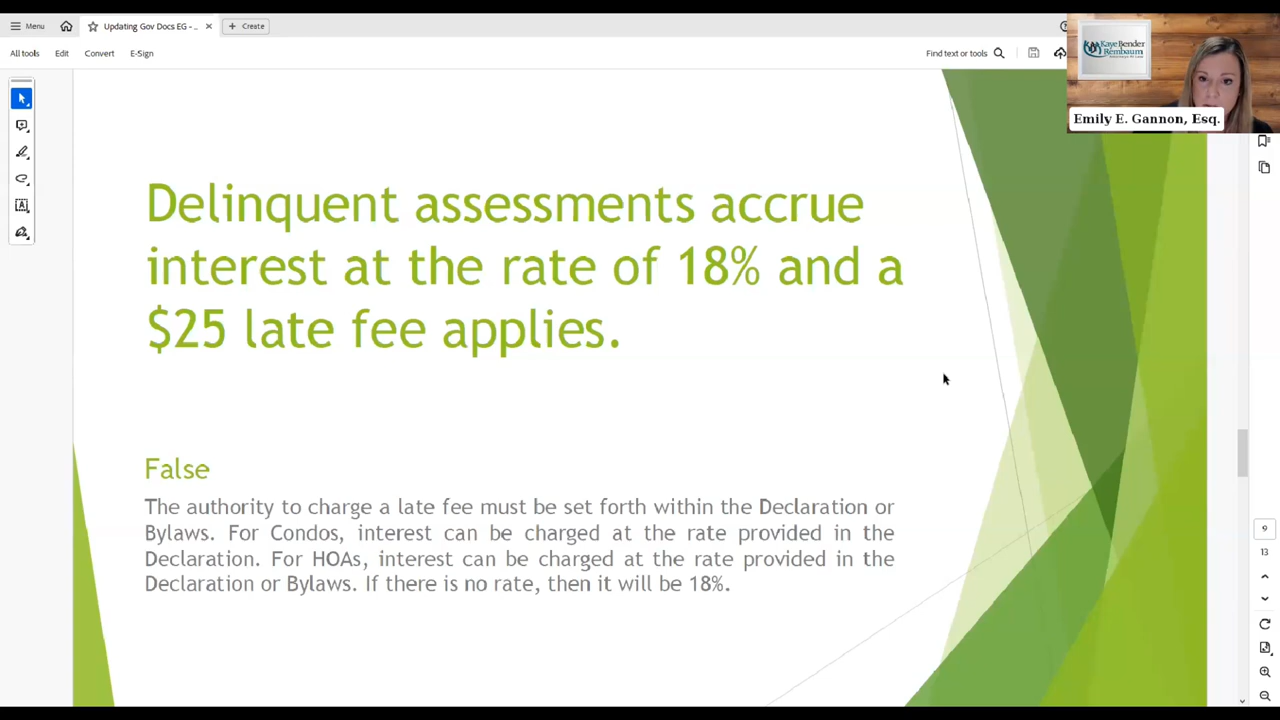 Menu
Updating Gov Docs EG - ..
Create
All tools
Edit
Convert
E-Sign
Find text or tools
Kaye Bender
Rembaum
Emily E. Gannon, Esq.
Delinquent assessments accrue
interest at the rate of 18% and a
$25 late fee applies.
False
The authority to charge a late fee must be set forth within the Declaration or
Bylaws. For Condos, interest can be charged at the rate provided in the
Declaration. For HOAs, interest can be charged at the rate provided in the
Declaration or Bylaws. If there is no rate, then it will be 18%.
9
13